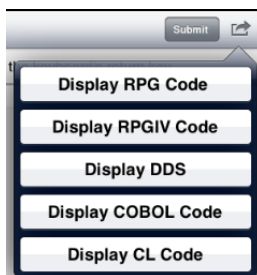 Submit
Display RPG Code
Display RPGIV Code
Display DDS
Display COBOL Code
Display CL Code